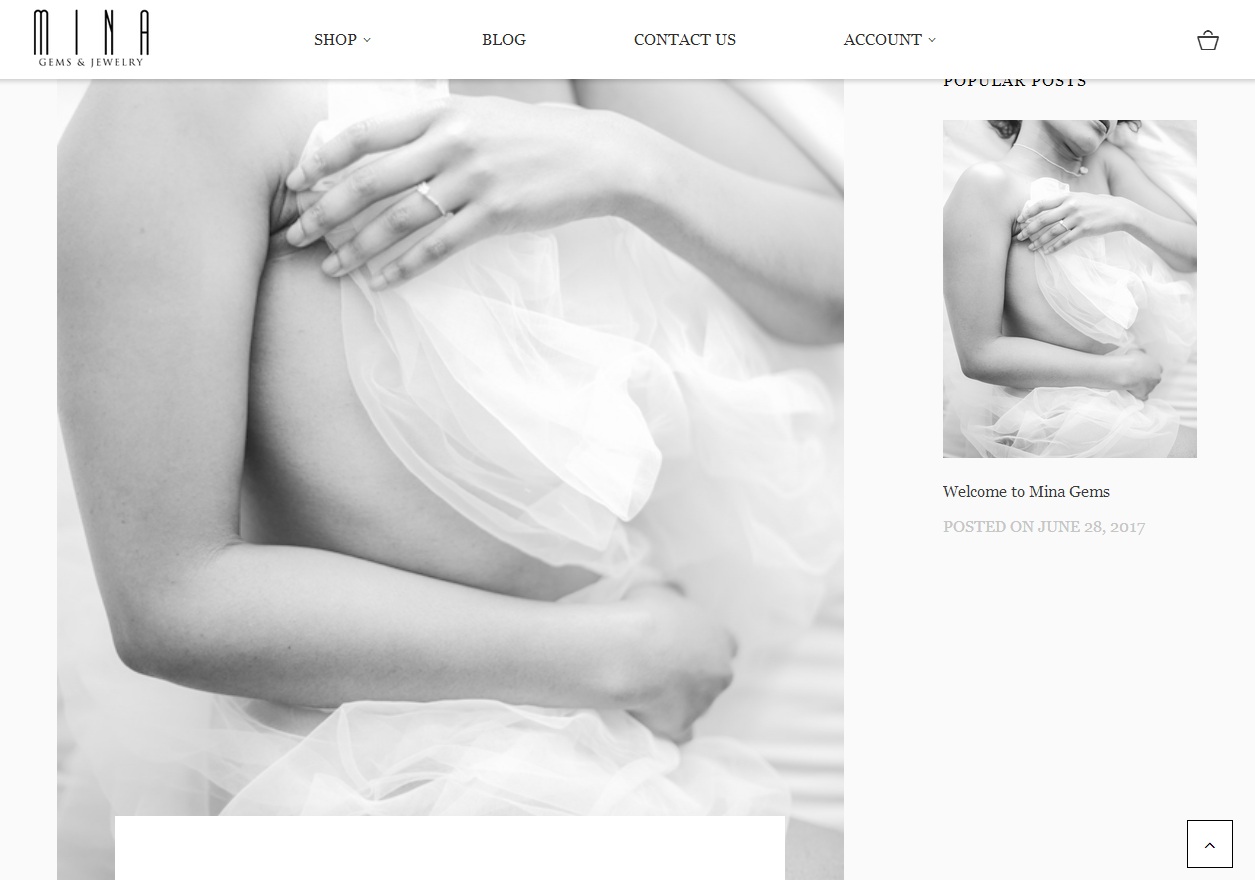 MINA
GEMS & JEWELRY
SHOP
BLOG
CONTACT US
ACCOUNT
POPULAR POSTS
Welcome to Mina Gems
POSTED ON JUNE 28, 2017